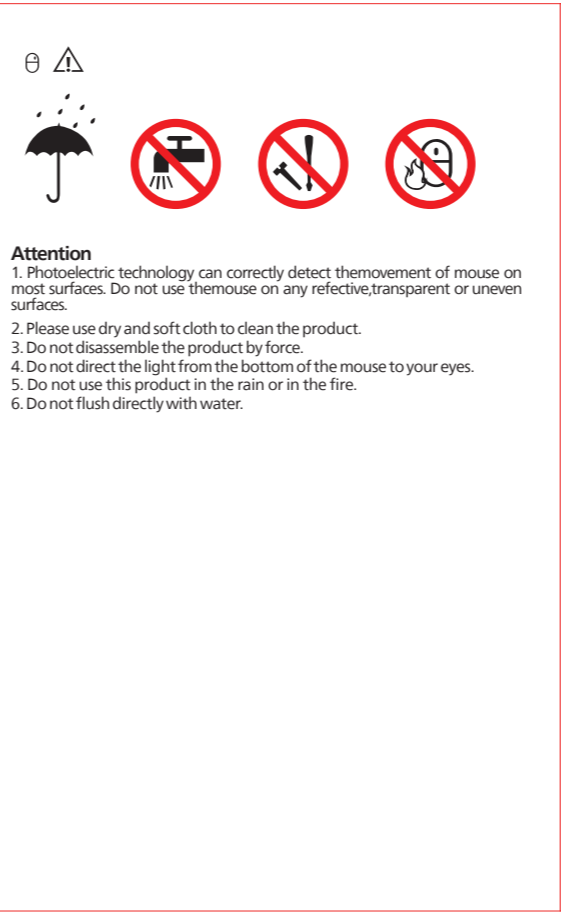 Attention
1. Photoelectric technology can correctly detect themovement of mouse on
most surfaces. Do not use themouse on any refective,transparent or uneven
surfaces.
2. Please use dry and soft cloth to clean the product.
3. Do not disassemble the product by force.
4. Do not direct the light from the bottom of the mouse to your eyes.
5. Do not use this product in the rain or in the fire.
6. Do not flush directly with water.